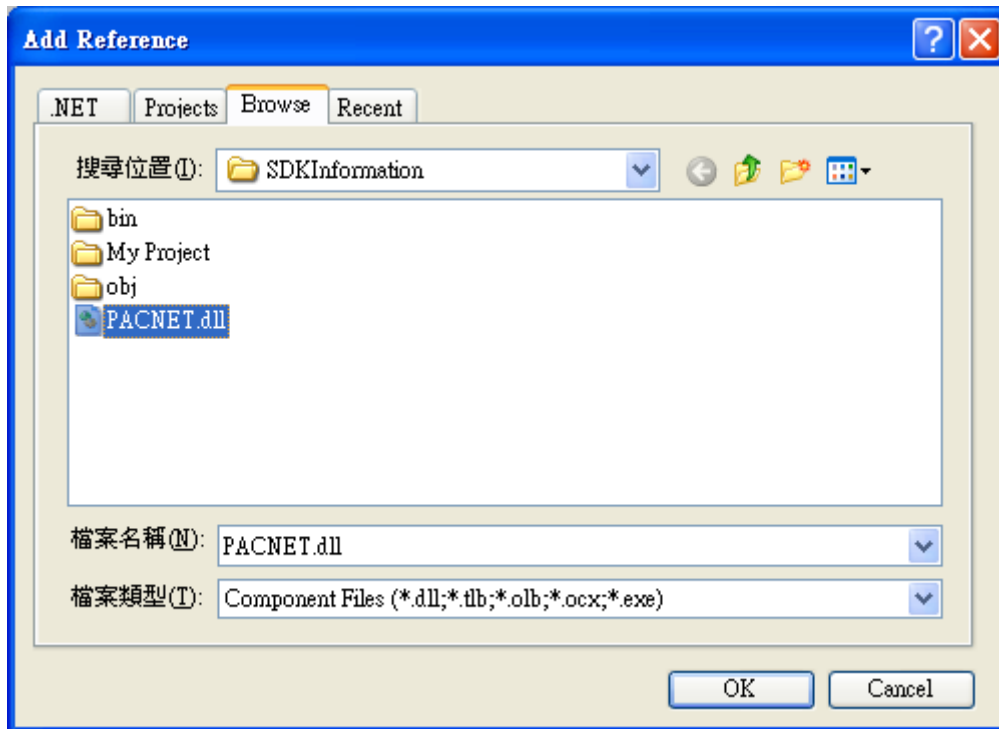 Add Reference
.NET Projects Browse Recent
搜尋位置(I): SDKInformation
bin
My Project
obj
PACNET.dll
檔案名稱(N): PACNET.dll
檔案類型(T): Component Files (*.dll;*.tlb;*.olb;*.ocx;*.exe)
OK Cancel